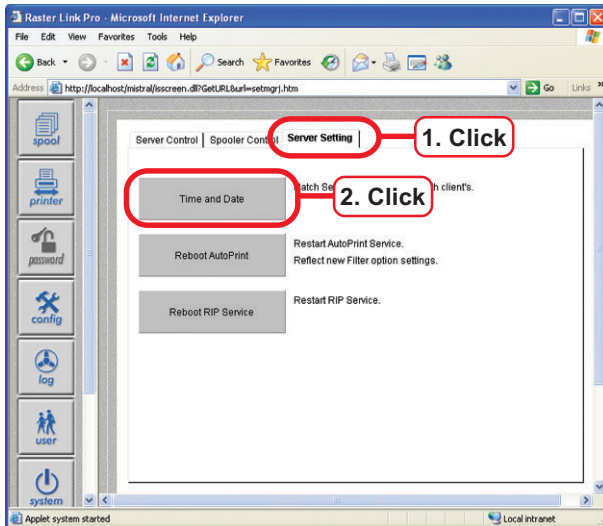 Raster Link Pro - Microsoft Internet Explorer
File Edit View Favorites Tools Help
Back Search Favorites
Address http://localhost/mistral/isscreen.dll?GetURL&url=setmgrj.htm Go Links »
spool
Server Control Spooler Control Server Setting
1. Click
printer
Time and Date
2. Click
client's.
password
Reboot AutoPrint
Restart AutoPrint Service.
Reflect new Filter option settings.
config
Reboot RIP Service
Restart RIP Service.
log
user
system
Applet system started Local intranet